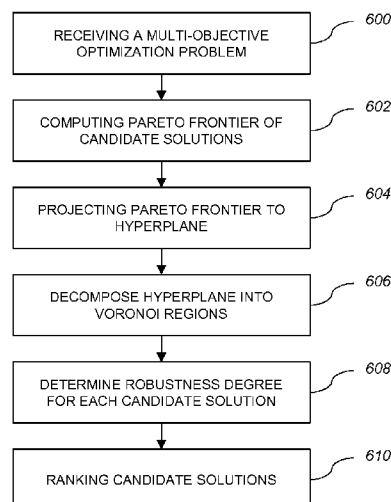 RECEIVING A MULTI-OBJECTIVE
OPTIMIZATION PROBLEM
600
COMPUTING PARETO FRONTIER OF
CANDIDATE SOLUTIONS
602
PROJECTING PARETO FRONTIER TO
HYPERPLANE
604
DECOMPOSE HYPERPLANE INTO
VORONOI REGIONS
606
DETERMINE ROBUSTNESS DEGREE
FOR EACH CANDIDATE SOLUTION
608
RANKING CANDIDATE SOLUTIONS
610